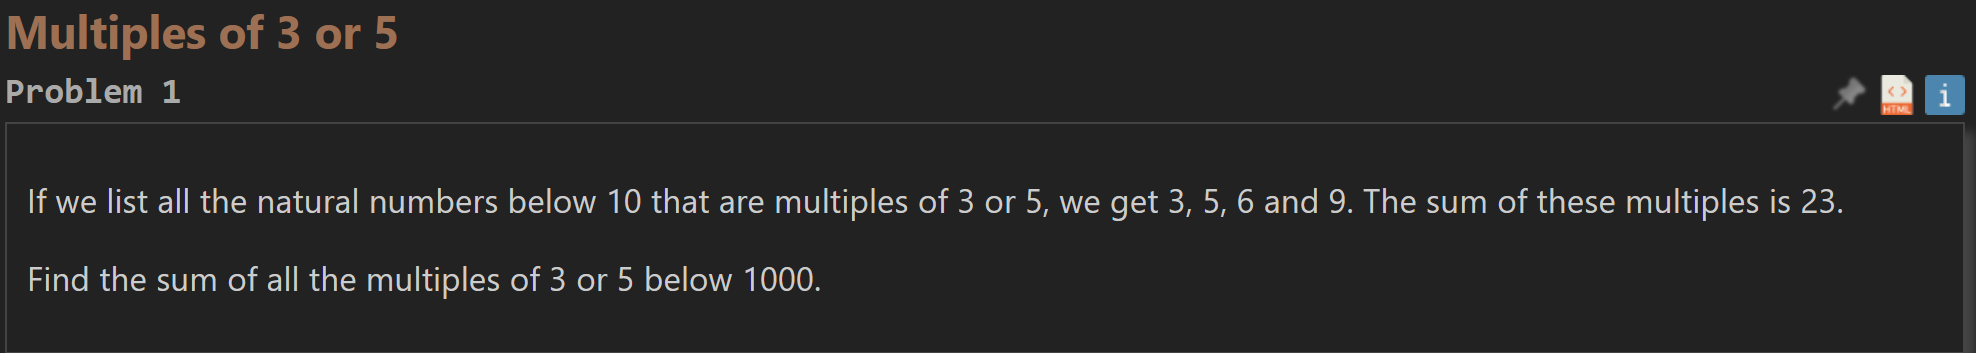 Multiples of 3 or 5
Problem 1
HTML
i
If we list all the natural numbers below 10 that are multiples of 3 or 5, we get 3, 5, 6 and 9. The sum of these multiples is 23.
Find the sum of all the multiples of 3 or 5 below 1000.